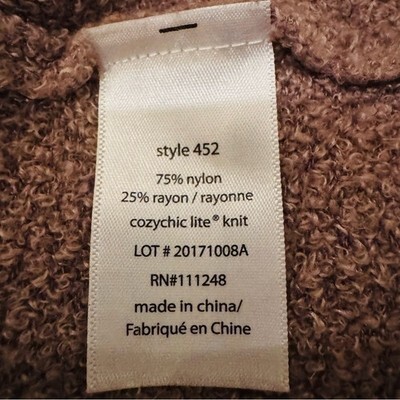 style 452
75% nylon
25% rayon / rayonne
cozychic lite® knit
LOT # 20171008A
RN#111248
made in china/
Fabriqué en Chine